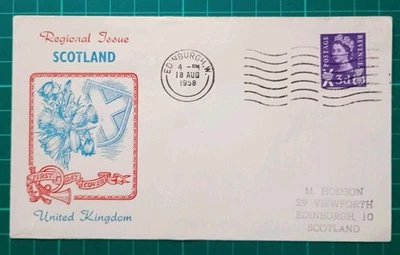 Regional Issue
SCOTLAND
FIRST DAY COVER
United Kingdom
EDINBURGH.W.
4 - PM
18 AUG
1958
POSTAGE
REVENUE
3d
M. HODSON
29 VIEWFORTH
EDINBURGH, 10
SCOTLAND